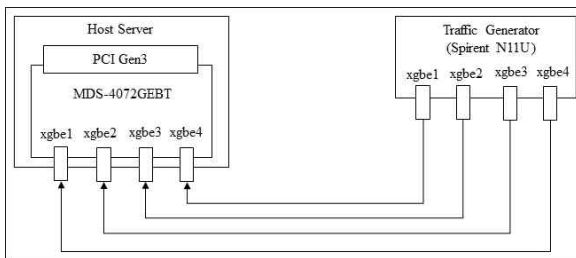 Host Server
PCI Gen3
MDS-4072GEBT
xgbe1 xgbe2 xgbe3 xgbe4
Traffic Generator
(Spirent N11U)
xgbe1 xgbe2 xgbe3 xgbe4